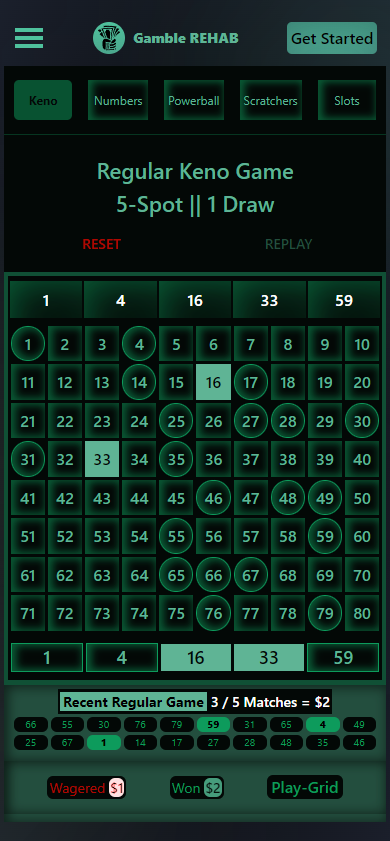 Gamble REHAB Get Started
Keno Numbers Powerball Scratchers Slots
Regular Keno Game
5-Spot || 1 Draw
RESET REPLAY
1 4 16 33 59
1 2 3 4 5 6 7 8 9 10
11 12 13 14 15 16 17 18 19 20
21 22 23 24 25 26 27 28 29 30
31 32 33 34 35 36 37 38 39 40
41 42 43 44 45 46 47 48 49 50
51 52 53 54 55 56 57 58 59 60
61 62 63 64 65 66 67 68 69 70
71 72 73 74 75 76 77 78 79 80
1 4 16 33 59
Recent Regular Game 3 / 5 Matches = $2
66 55 30 76 79 59 31 65 4 49
25 67 1 14 17 27 28 48 35 46
Wagered $1 Won $2 Play-Grid